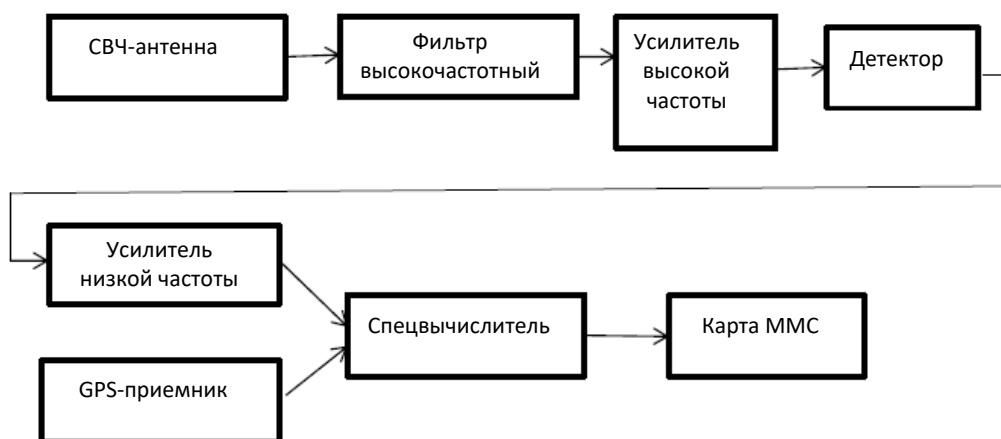 СВЧ-антенна
Фильтр
высокочастотный
Усилитель
высокой
частоты
Детектор
Усилитель
низкой частоты
GPS-приемник
Спецвычислитель
Карта ММС